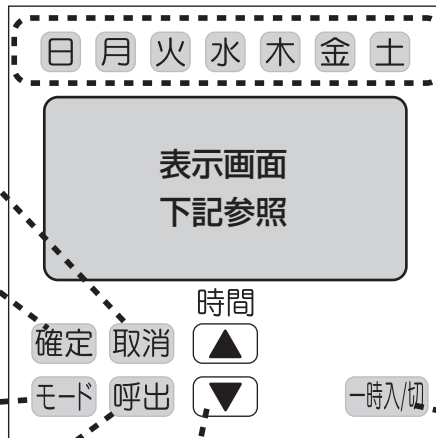 日 月 火 水 木 金 土
表示画面
下記参照
時間
確定 取消 ▲
モード 呼出 ▼ 一時入/切